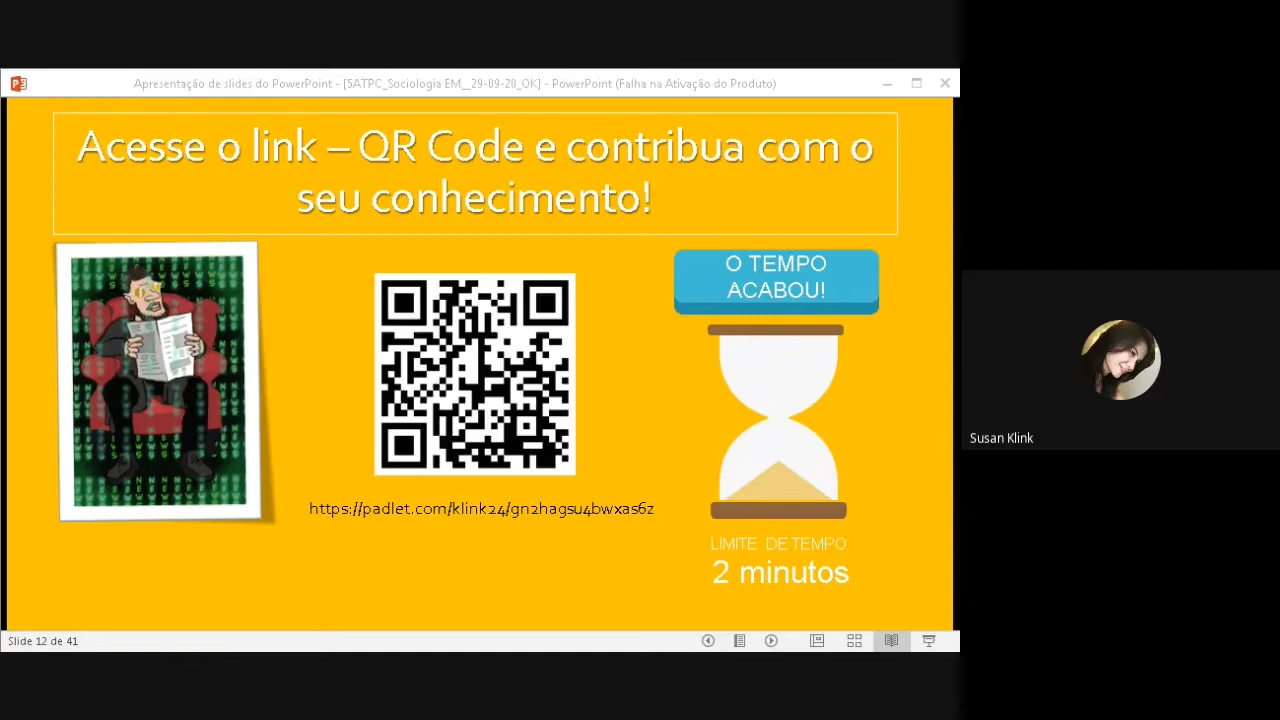 Apresentação de slides do PowerPoint - [5ATPC_Sociologia EM__29-09-20_OK] - PowerPoint (Falha na Ativação do Produto)
Acesse o link – QR Code e contribua com o
seu conhecimento!
O TEMPO
ACABOU!
https://padlet.com/klink24/gn2hagsu4bwxas6z
LIMITE DE TEMPO:
2 minutos
Susan Klink
Slide 12 de 41